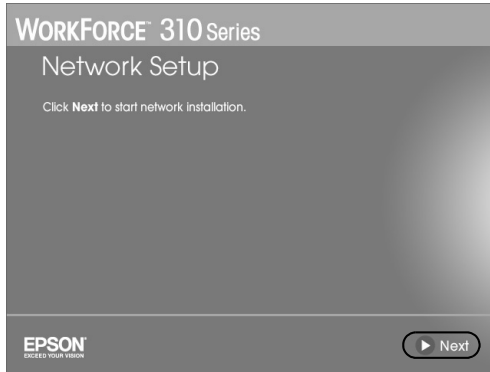 WORKFORCE™ 310 Series
Network Setup
Click Next to start network installation.
EPSON®
EXCEED YOUR VISION
Next